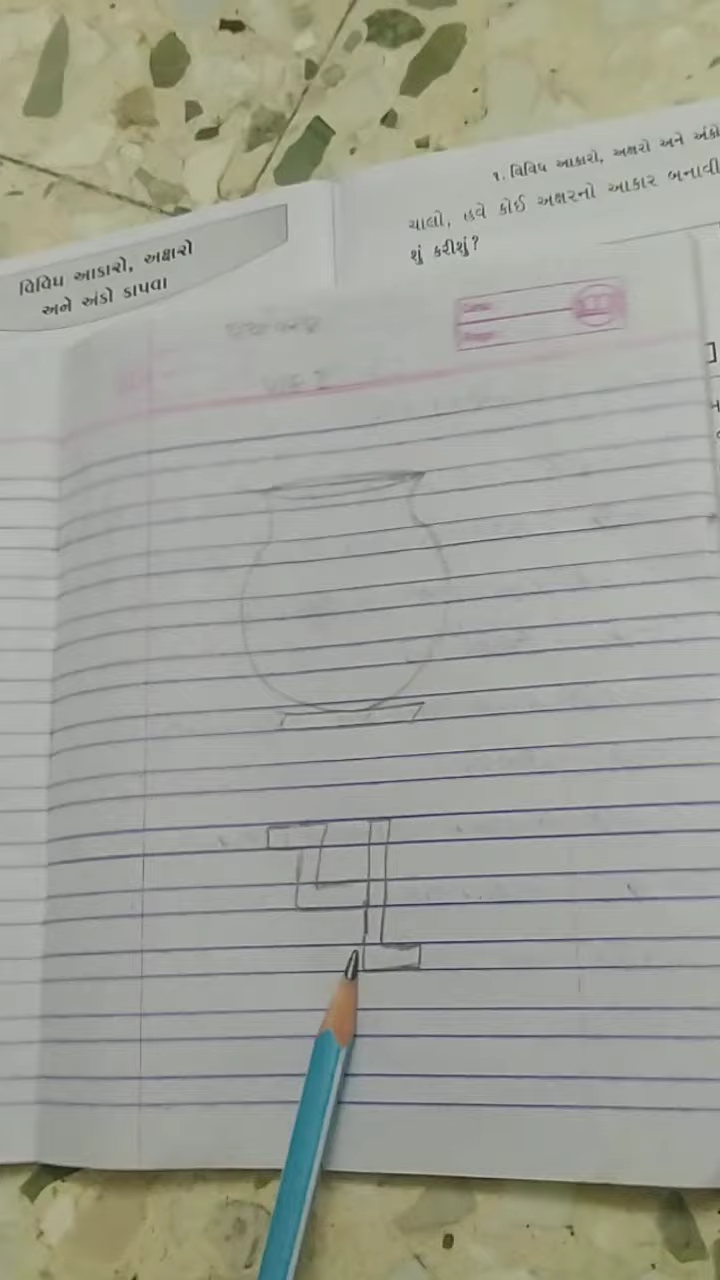 ૧. વિવિધ આકારો, અક્ષરો અને અંકો
ચાલો, હવે કોઈ અક્ષરનો આકાર બનાવી
શું કરીશું?
વિવિધ આકારો, અક્ષરો
અને અંકો કાપવા